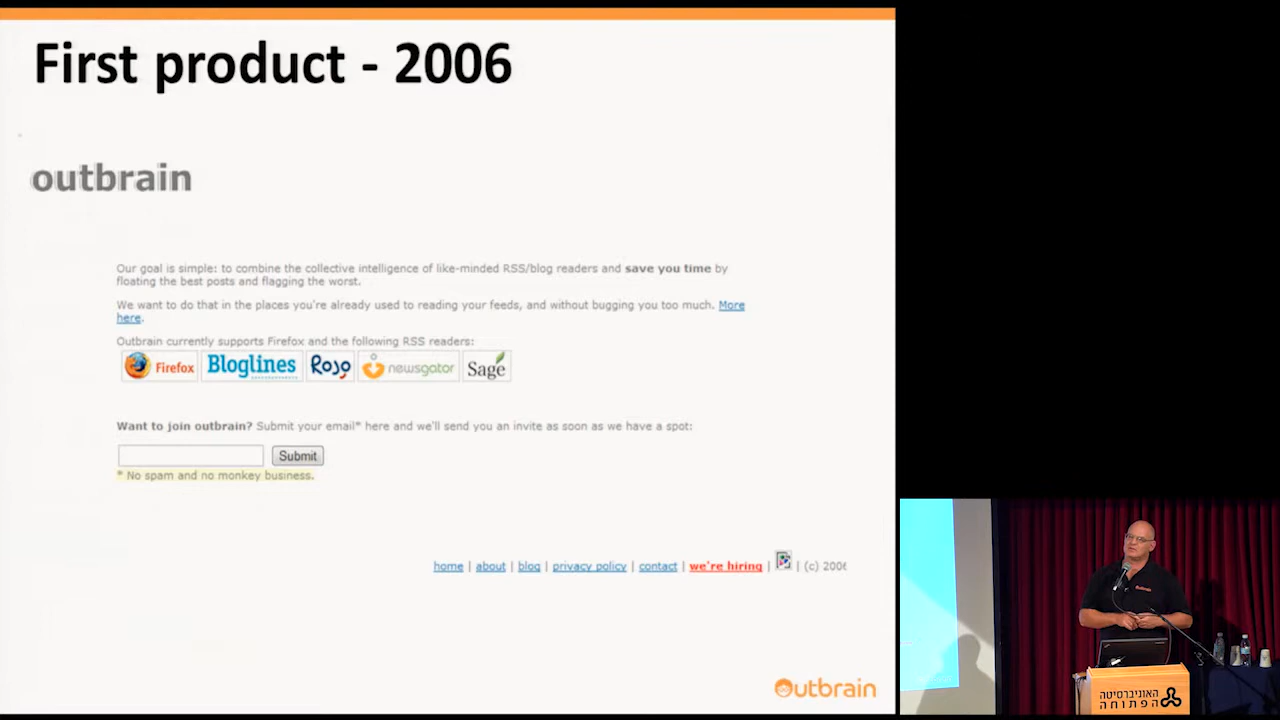 First product - 2006
outbrain
Our goal is simple: to combine the collective intelligence of like-minded RSS/blog readers and save you time by
floating the best posts and flagging the worst.
We want to do that in the places you're already used to reading your feeds, and without bugging you too much. More
here.
Outbrain currently supports Firefox and the following RSS readers:
Firefox Bloglines Rojo newsgator Sage
Want to join outbrain? Submit your email* here and we'll send you an invite as soon as we have a spot:
Submit
* No spam and no monkey business.
home | about | blog | privacy policy | contact | we're hiring | | (c) 2006
Outbrain
Outbrain
האוניברסיטה
הפתוחה